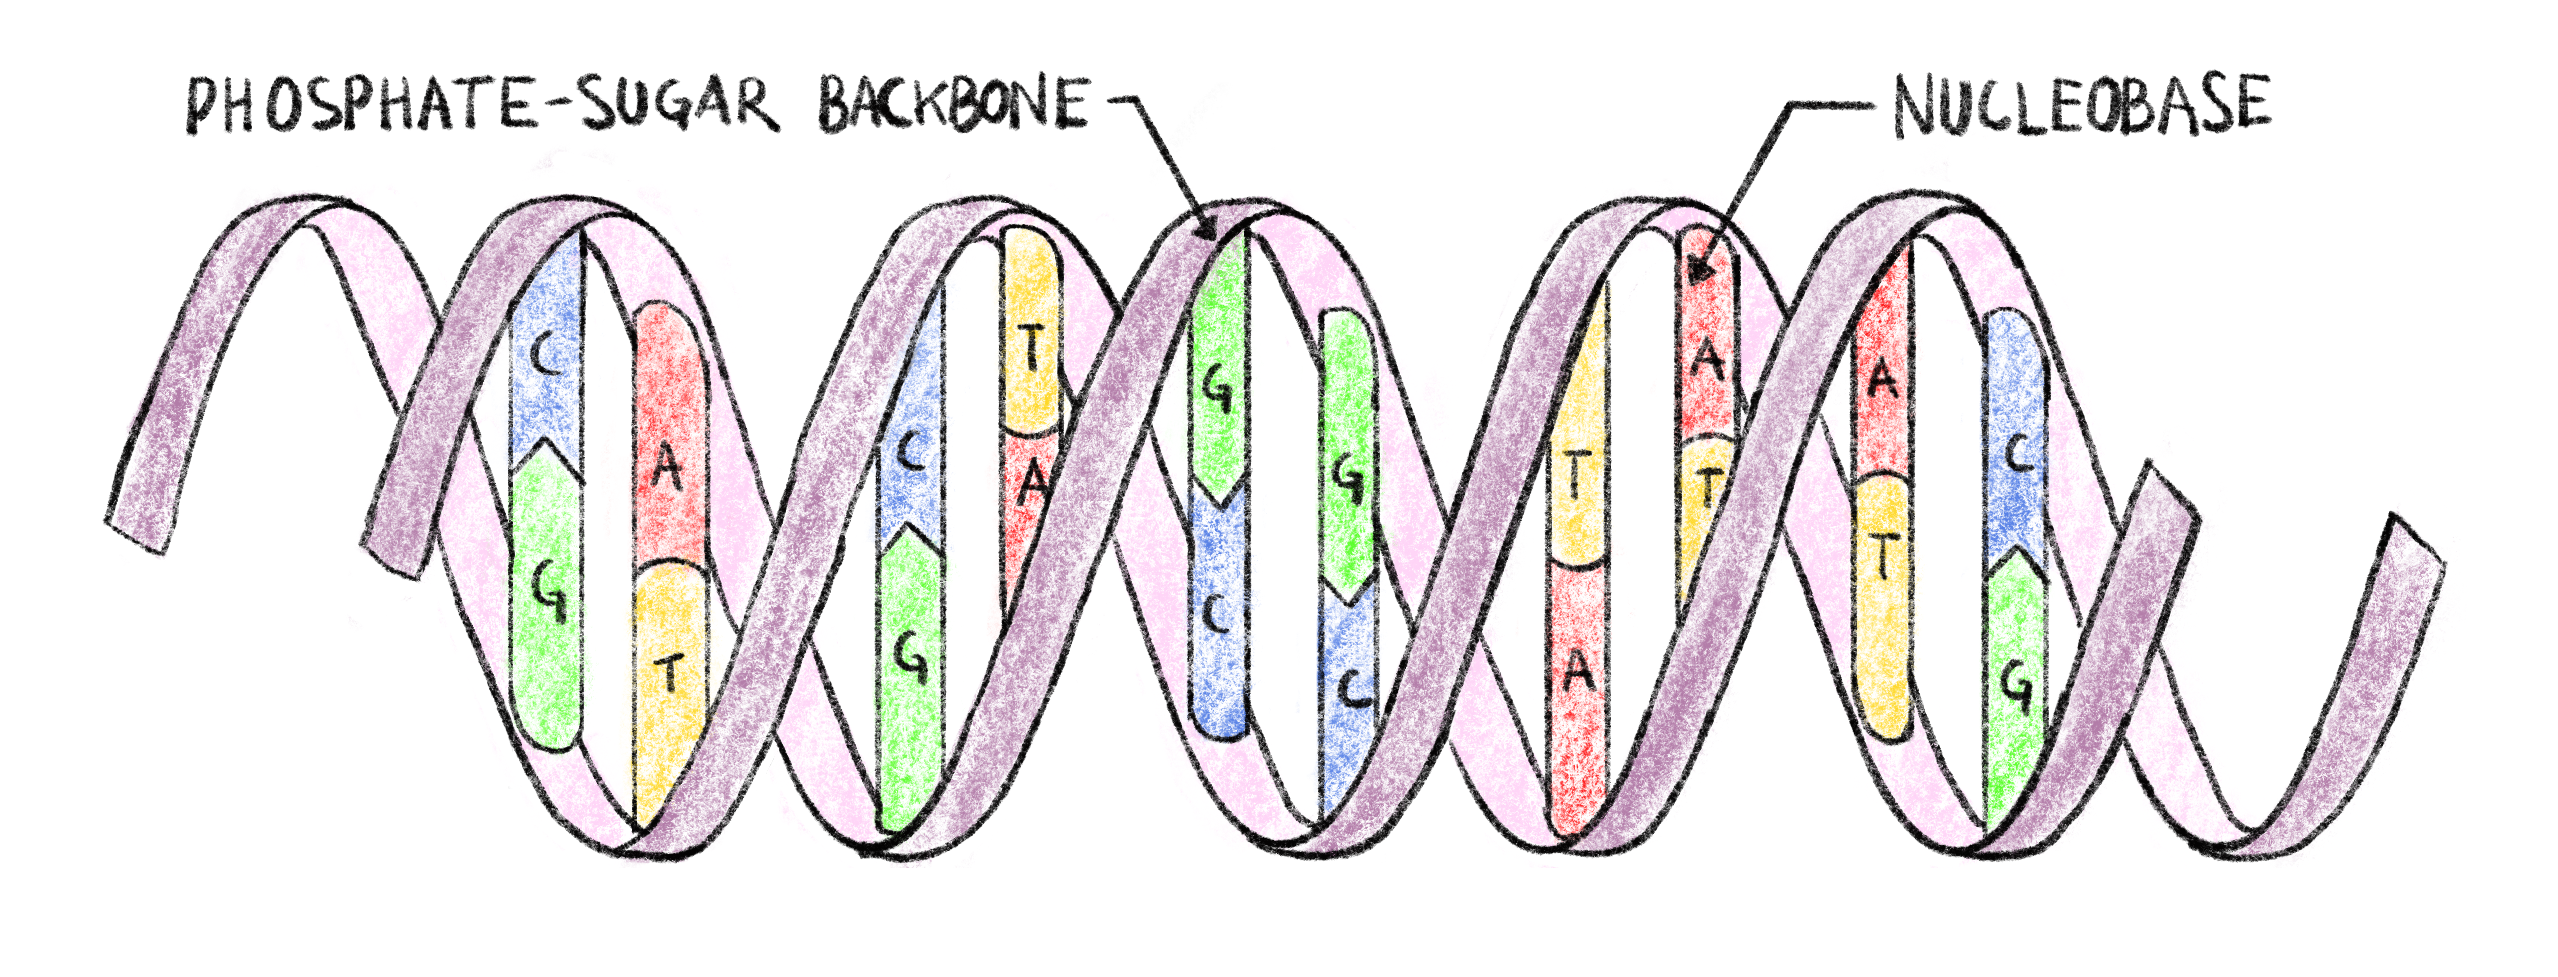 PHOSPHATE-SUGAR BACKBONE
NUCLEOBASE
C A C T G G T A A C
G T G A C C A T T G